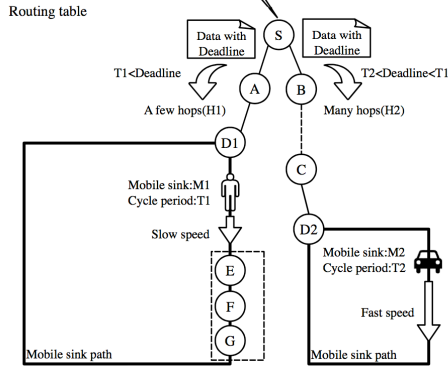 Routing table
S
Data with
Deadline
Data with
Deadline
T1<Deadline
T2<Deadline<T1
A
B
A few hops(H1)
Many hops(H2)
D1
C
Mobile sink:M1
Cycle period:T1
Slow speed
D2
Mobile sink:M2
Cycle period:T2
E
F
G
Fast speed
Mobile sink path
Mobile sink path